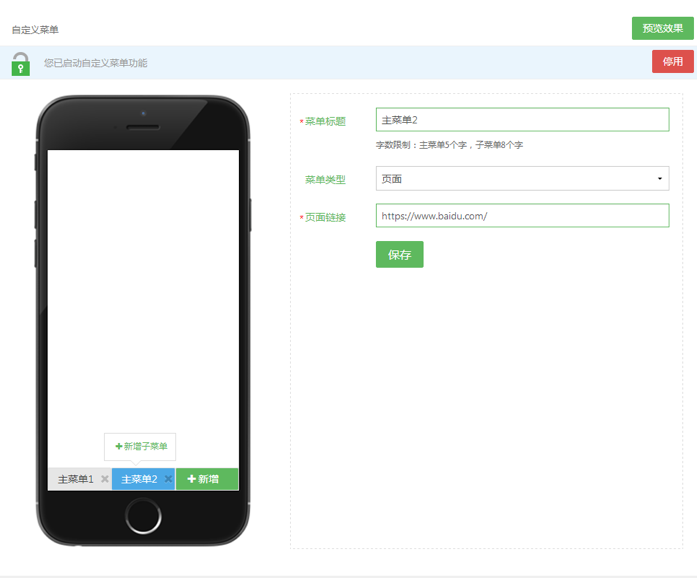 自定义菜单
预览效果
您已启动自定义菜单功能
停用
*菜单标题
主菜单2
字数限制：主菜单5个字，子菜单8个字
菜单类型
页面
*页面链接
https://www.baidu.com/
保存
+新增子菜单
主菜单1 ×
主菜单2 ×
+ 新增